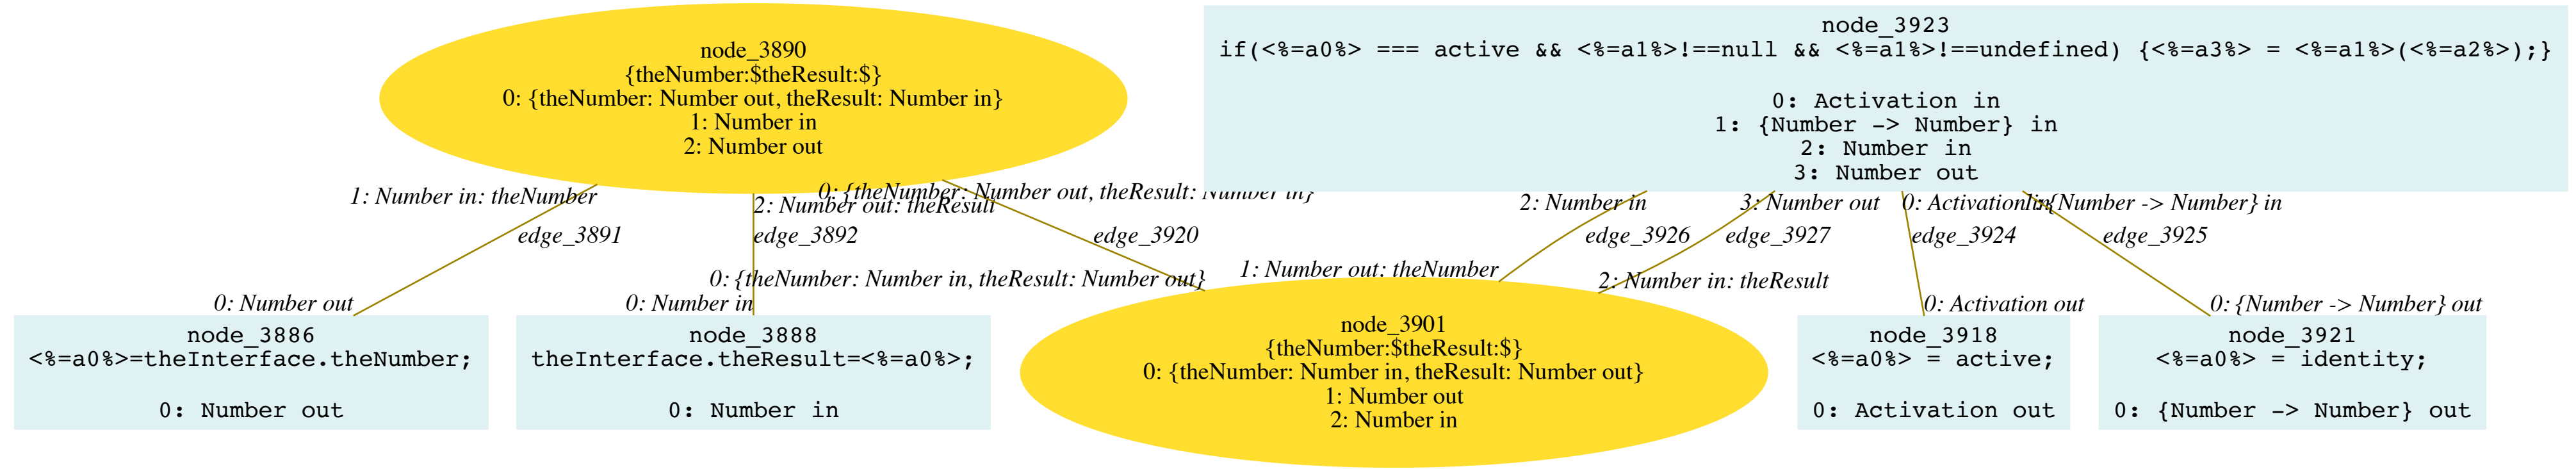 node_3890
{theNumber:$theResult:$}
0: {theNumber: Number out, theResult: Number in}
1: Number in
2: Number out
node_3923
if(<%=a0%> === active && <%=a1%>!==null && <%=a1%>!==undefined) {<%=a3%> = <%=a1%>(<%=a2%>);}
0: Activation in
1: {Number -> Number} in
2: Number in
3: Number out
1: Number in: theNumber
2: Number out: theResult
0: {theNumber: Number out, theResult: Number in}
2: Number in
3: Number out
0: Activation in
1: {Number -> Number} in
edge_3891
edge_3892
edge_3920
edge_3926
edge_3927
edge_3924
edge_3925
0: Number out
0: Number in
0: {theNumber: Number in, theResult: Number out}
1: Number out: theNumber
2: Number in: theResult
0: Activation out
0: {Number -> Number} out
node_3886
<%=a0%>=theInterface.theNumber;
0: Number out
node_3888
theInterface.theResult=<%=a0%>;
0: Number in
node_3901
{theNumber:$theResult:$}
0: {theNumber: Number in, theResult: Number out}
1: Number out
2: Number in
node_3918
<%=a0%> = active;
0: Activation out
node_3921
<%=a0%> = identity;
0: {Number -> Number} out